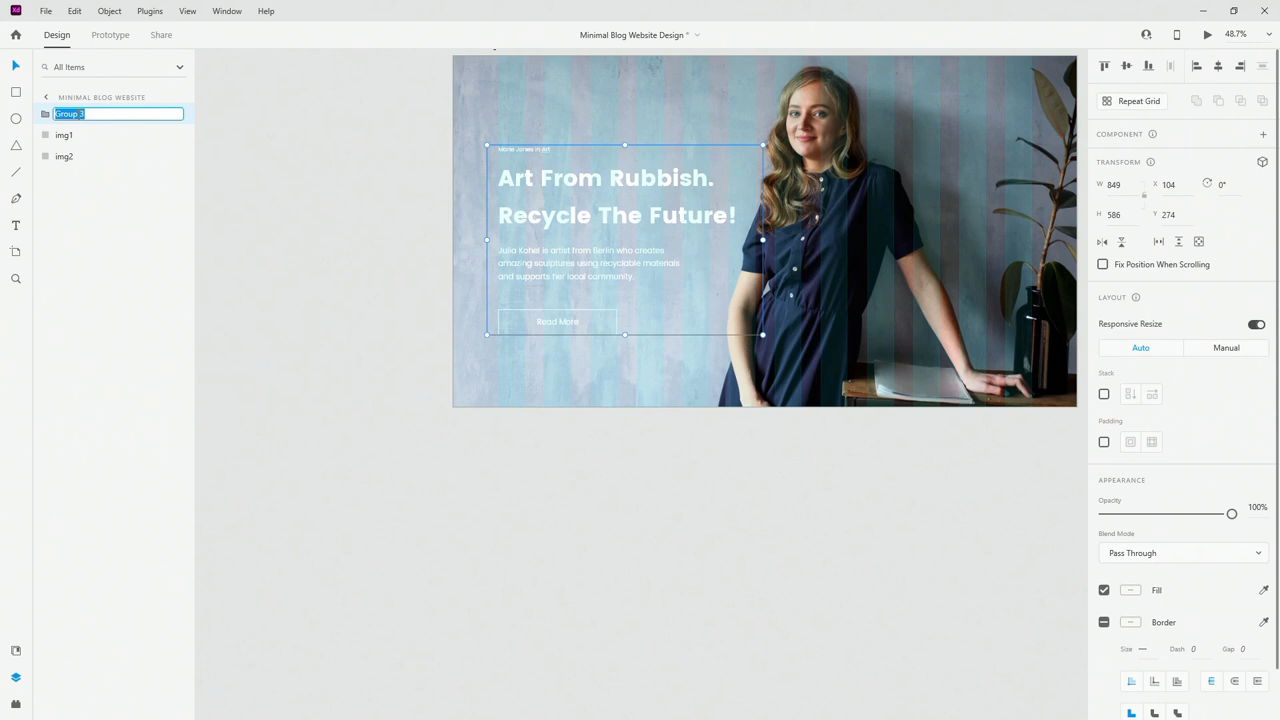 Xd File Edit Object Plugins View Window Help
Design Prototype Share Minimal Blog Website Design * 48.7%
All Items
MINIMAL BLOG WEBSITE
Group 3
img1
img2
Marie Jones in Art
Art From Rubbish.
Recycle The Future!
Julia Kohei is artist from Berlin who creates
amazing sculptures using recyclable materials
and supports her local community.
Read More
Repeat Grid
COMPONENT
TRANSFORM
W 849 X 104 0°
H 586 Y 274
Fix Position When Scrolling
LAYOUT
Responsive Resize
Auto Manual
Stack
Padding
APPEARANCE
Opacity
100%
Blend Mode
Pass Through
Fill
Border
Size — Dash 0 Gap 0